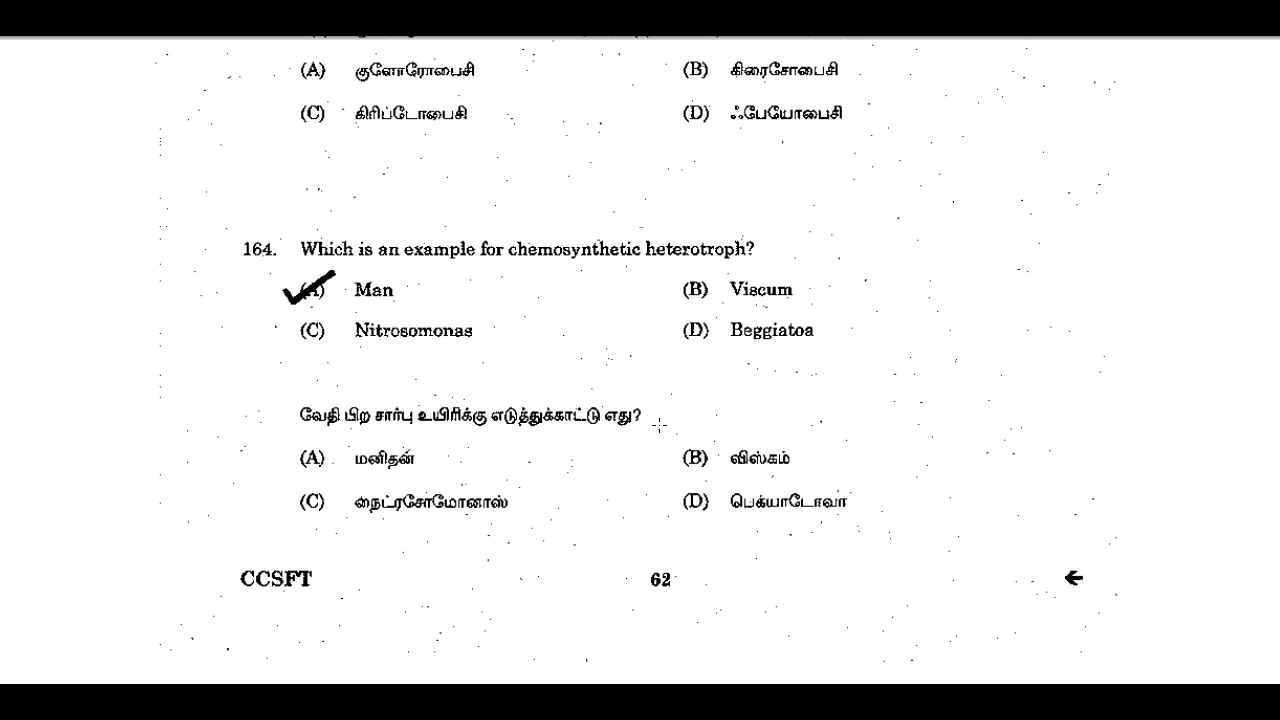 (A) குளோரோபைசி (B) கிரைசோபைசி
(C) கிரிப்டோபைசி (D) ஃபேயோபைசி
164. Which is an example for chemosynthetic heterotroph?
(A) Man (B) Viscum
(C) Nitrosomonas (D) Beggiatoa
வேதி பிற சார்பு உயிரிக்கு எடுத்துக்காட்டு எது?
(A) மனிதன் (B) விஸ்கம்
(C) நைட்ரசோமோனாஸ் (D) பெக்யாடோவா
CCSFT 62 ←